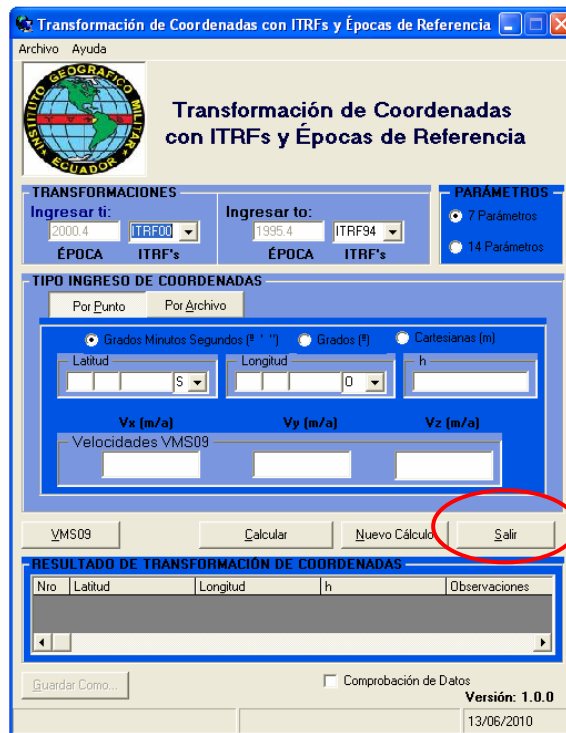 Transformación de Coordenadas con ITRFs y Épocas de Referencia
Archivo Ayuda
INSTITUTO GEOGRAFICO MILITAR
ECUADOR
Transformación de Coordenadas
con ITRFs y Épocas de Referencia
TRANSFORMACIONES
PARÁMETROS
Ingresar ti: Ingresar to:
2000.4 ITRF00 1995.4 ITRF94
7 Parámetros
ÉPOCA ITRF's ÉPOCA ITRF's
14 Parámetros
TIPO INGRESO DE COORDENADAS
Por Punto Por Archivo
Grados Minutos Segundos (º ' '') Grados (º) Cartesianas (m)
Latitud Longitud h
S O
Vx (m/a) Vy (m/a) Vz (m/a)
Velocidades VMS09
VMS09 Calcular Nuevo Cálculo Salir
RESULTADO DE TRANSFORMACIÓN DE COORDENADAS
Nro Latitud Longitud h Observaciones
Guardar Como... Comprobación de Datos
Versión: 1.0.0
13/06/2010